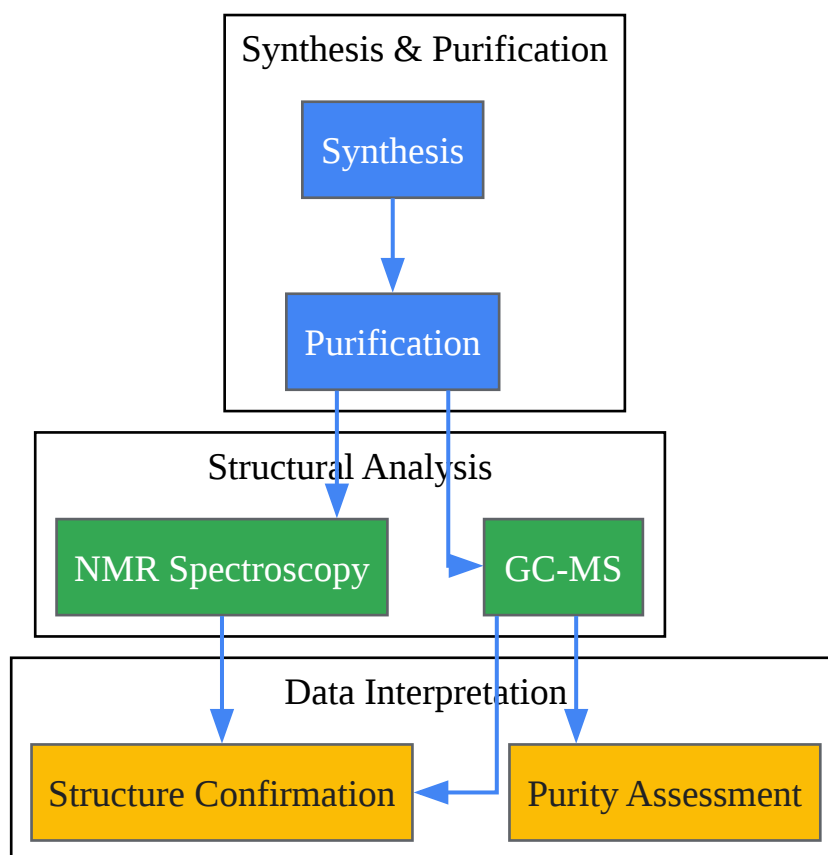 Synthesis & Purification
Synthesis
Purification
Structural Analysis
NMR Spectroscopy
GC-MS
Data Interpretation
Structure Confirmation
Purity Assessment